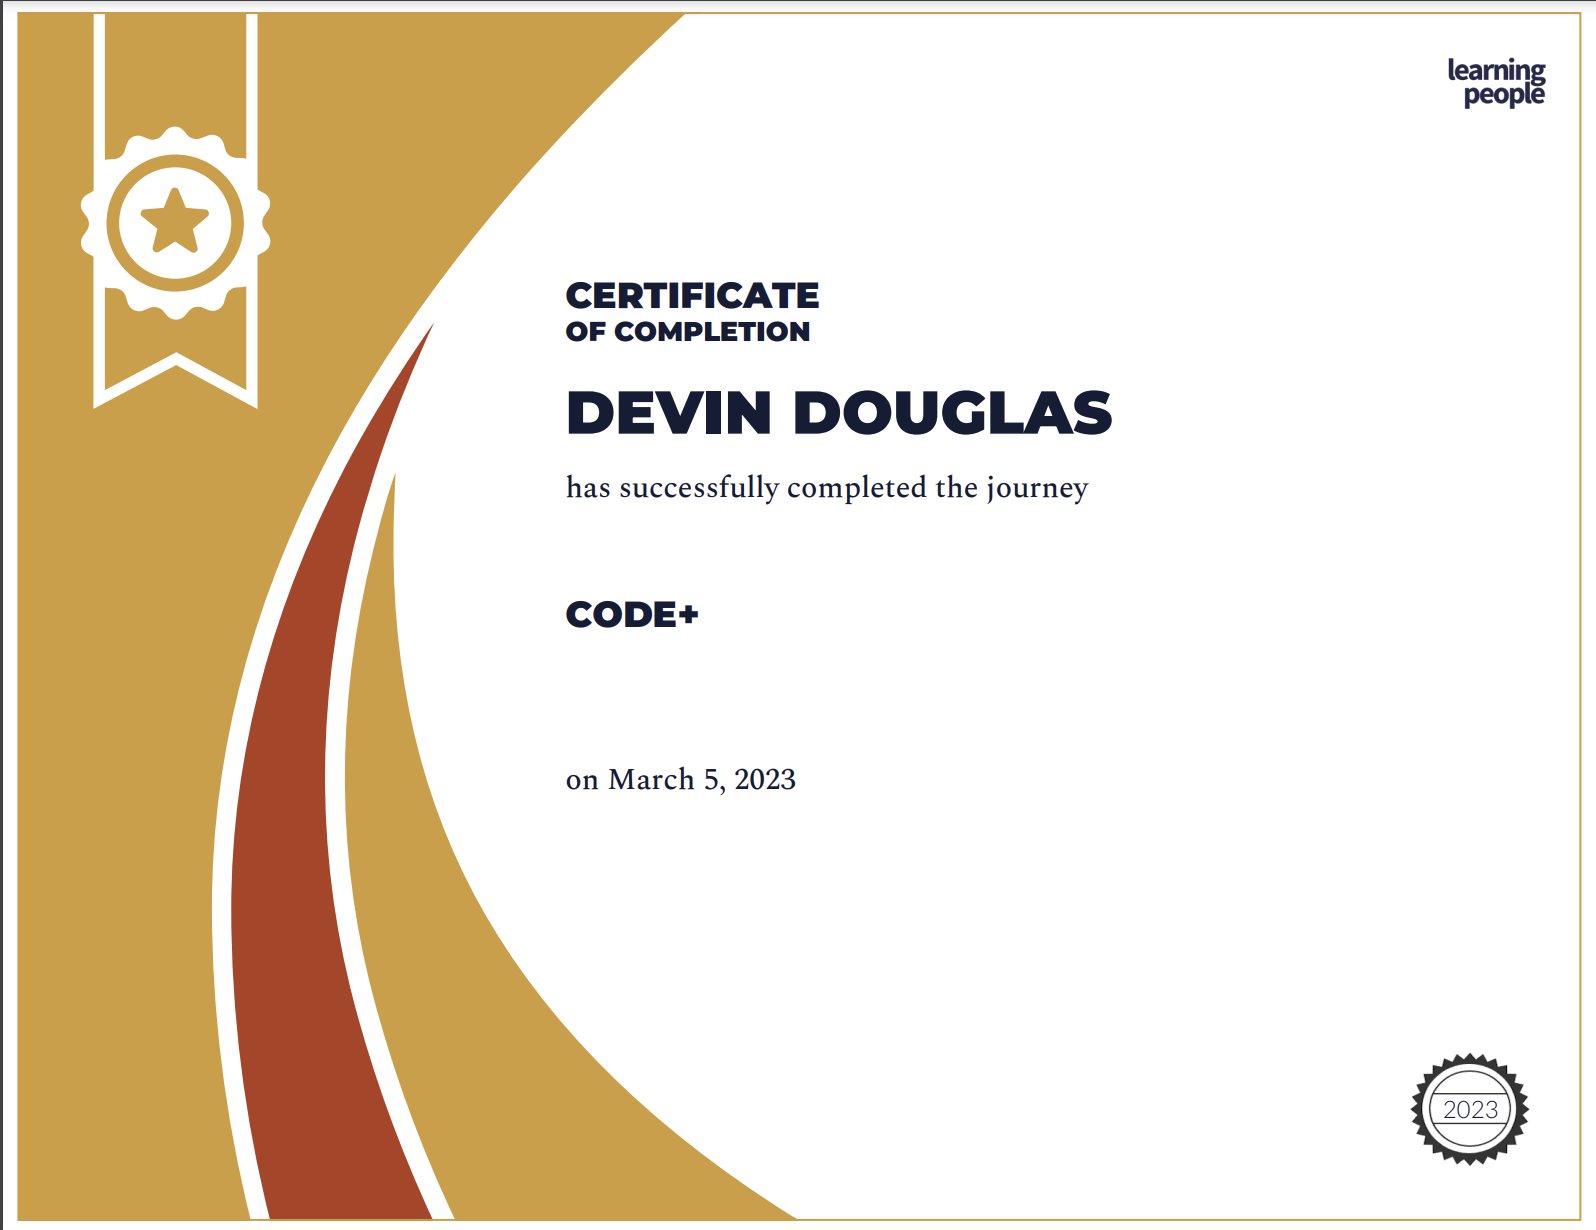 learning
people
CERTIFICATE
OF COMPLETION
DEVIN DOUGLAS
has successfully completed the journey
CODE+
on March 5, 2023
2023